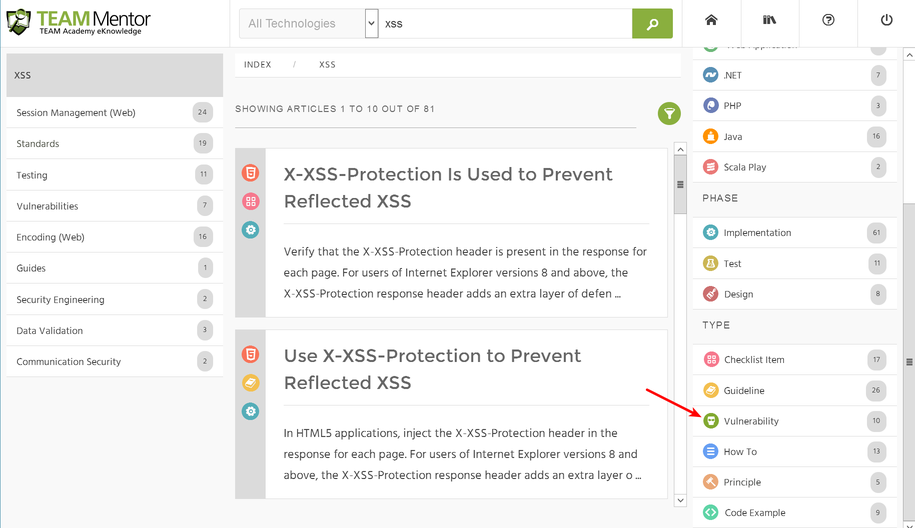 TEAM Mentor
TEAM Academy eKnowledge
All Technologies
xss
XSS
Session Management (Web) 24
Standards 19
Testing 11
Vulnerabilities 7
Encoding (Web) 16
Guides 1
Security Engineering 2
Data Validation 3
Communication Security 2
INDEX / XSS
SHOWING ARTICLES 1 TO 10 OUT OF 81
X-XSS-Protection Is Used to Prevent
Reflected XSS
Verify that the X-XSS-Protection header is present in the response for
each page. For users of Internet Explorer versions 8 and above, the
X-XSS-Protection response header adds an extra layer of defen ...
Use X-XSS-Protection to Prevent
Reflected XSS
In HTML5 applications, inject the X-XSS-Protection header in the
response for each page. For users of Internet Explorer versions 8 and
above, the X-XSS-Protection response header adds an extra layer o ...
Web Application
.NET 7
PHP 3
Java 16
Scala Play 2
PHASE
Implementation 61
Test 11
Design 8
TYPE
Checklist Item 17
Guideline 26
Vulnerability 10
How To 13
Principle 5
Code Example 9